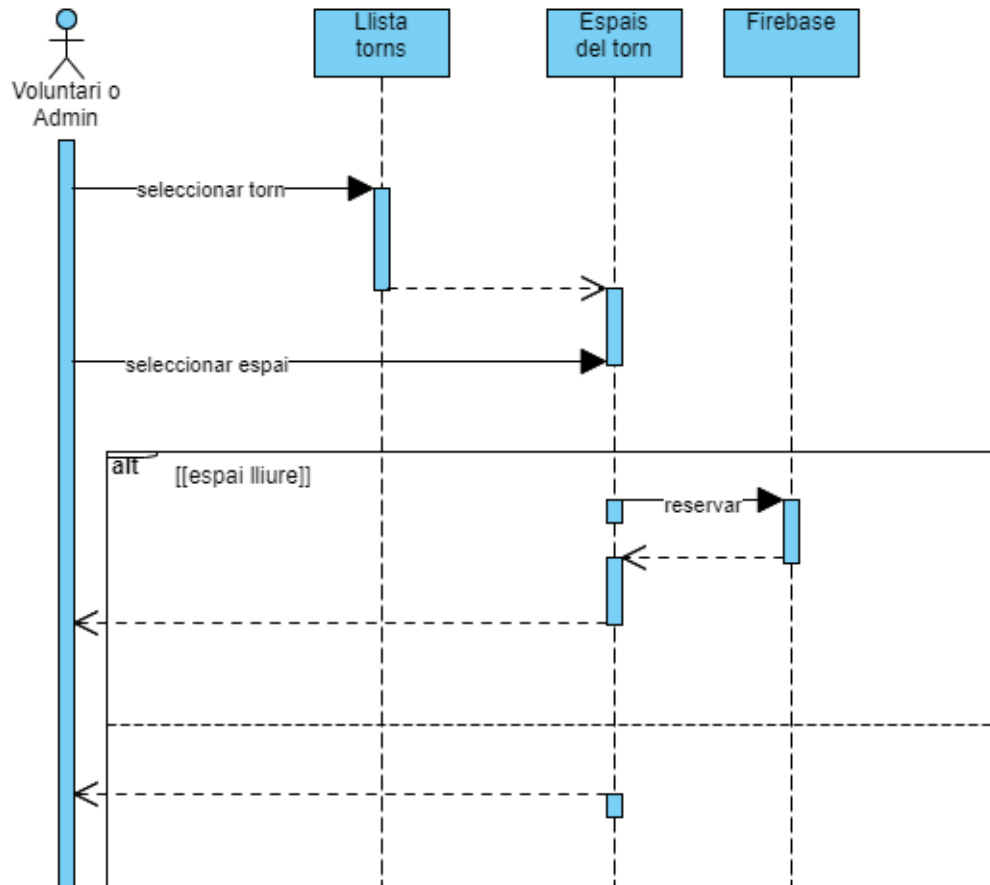 Llista
torns
Espais
del torn
Firebase
Voluntari o
Admin
seleccionar torn
seleccionar espai
alt
[[espai lliure]]
reservar